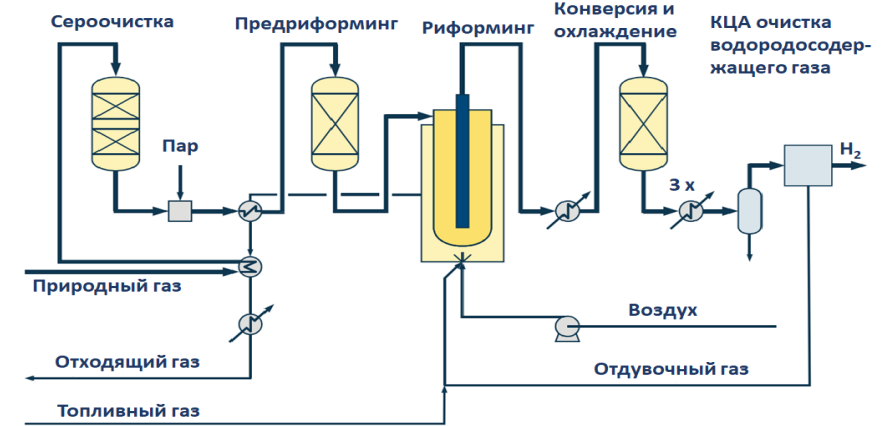 Сероочистка
Предриформинг
Риформинг
Конверсия и
охлаждение
КЦА очистка
водородосодер-
жащего газа
Пар
3 х
H₂
Природный газ
Воздух
Отходящий газ
Отдувочный газ
Топливный газ